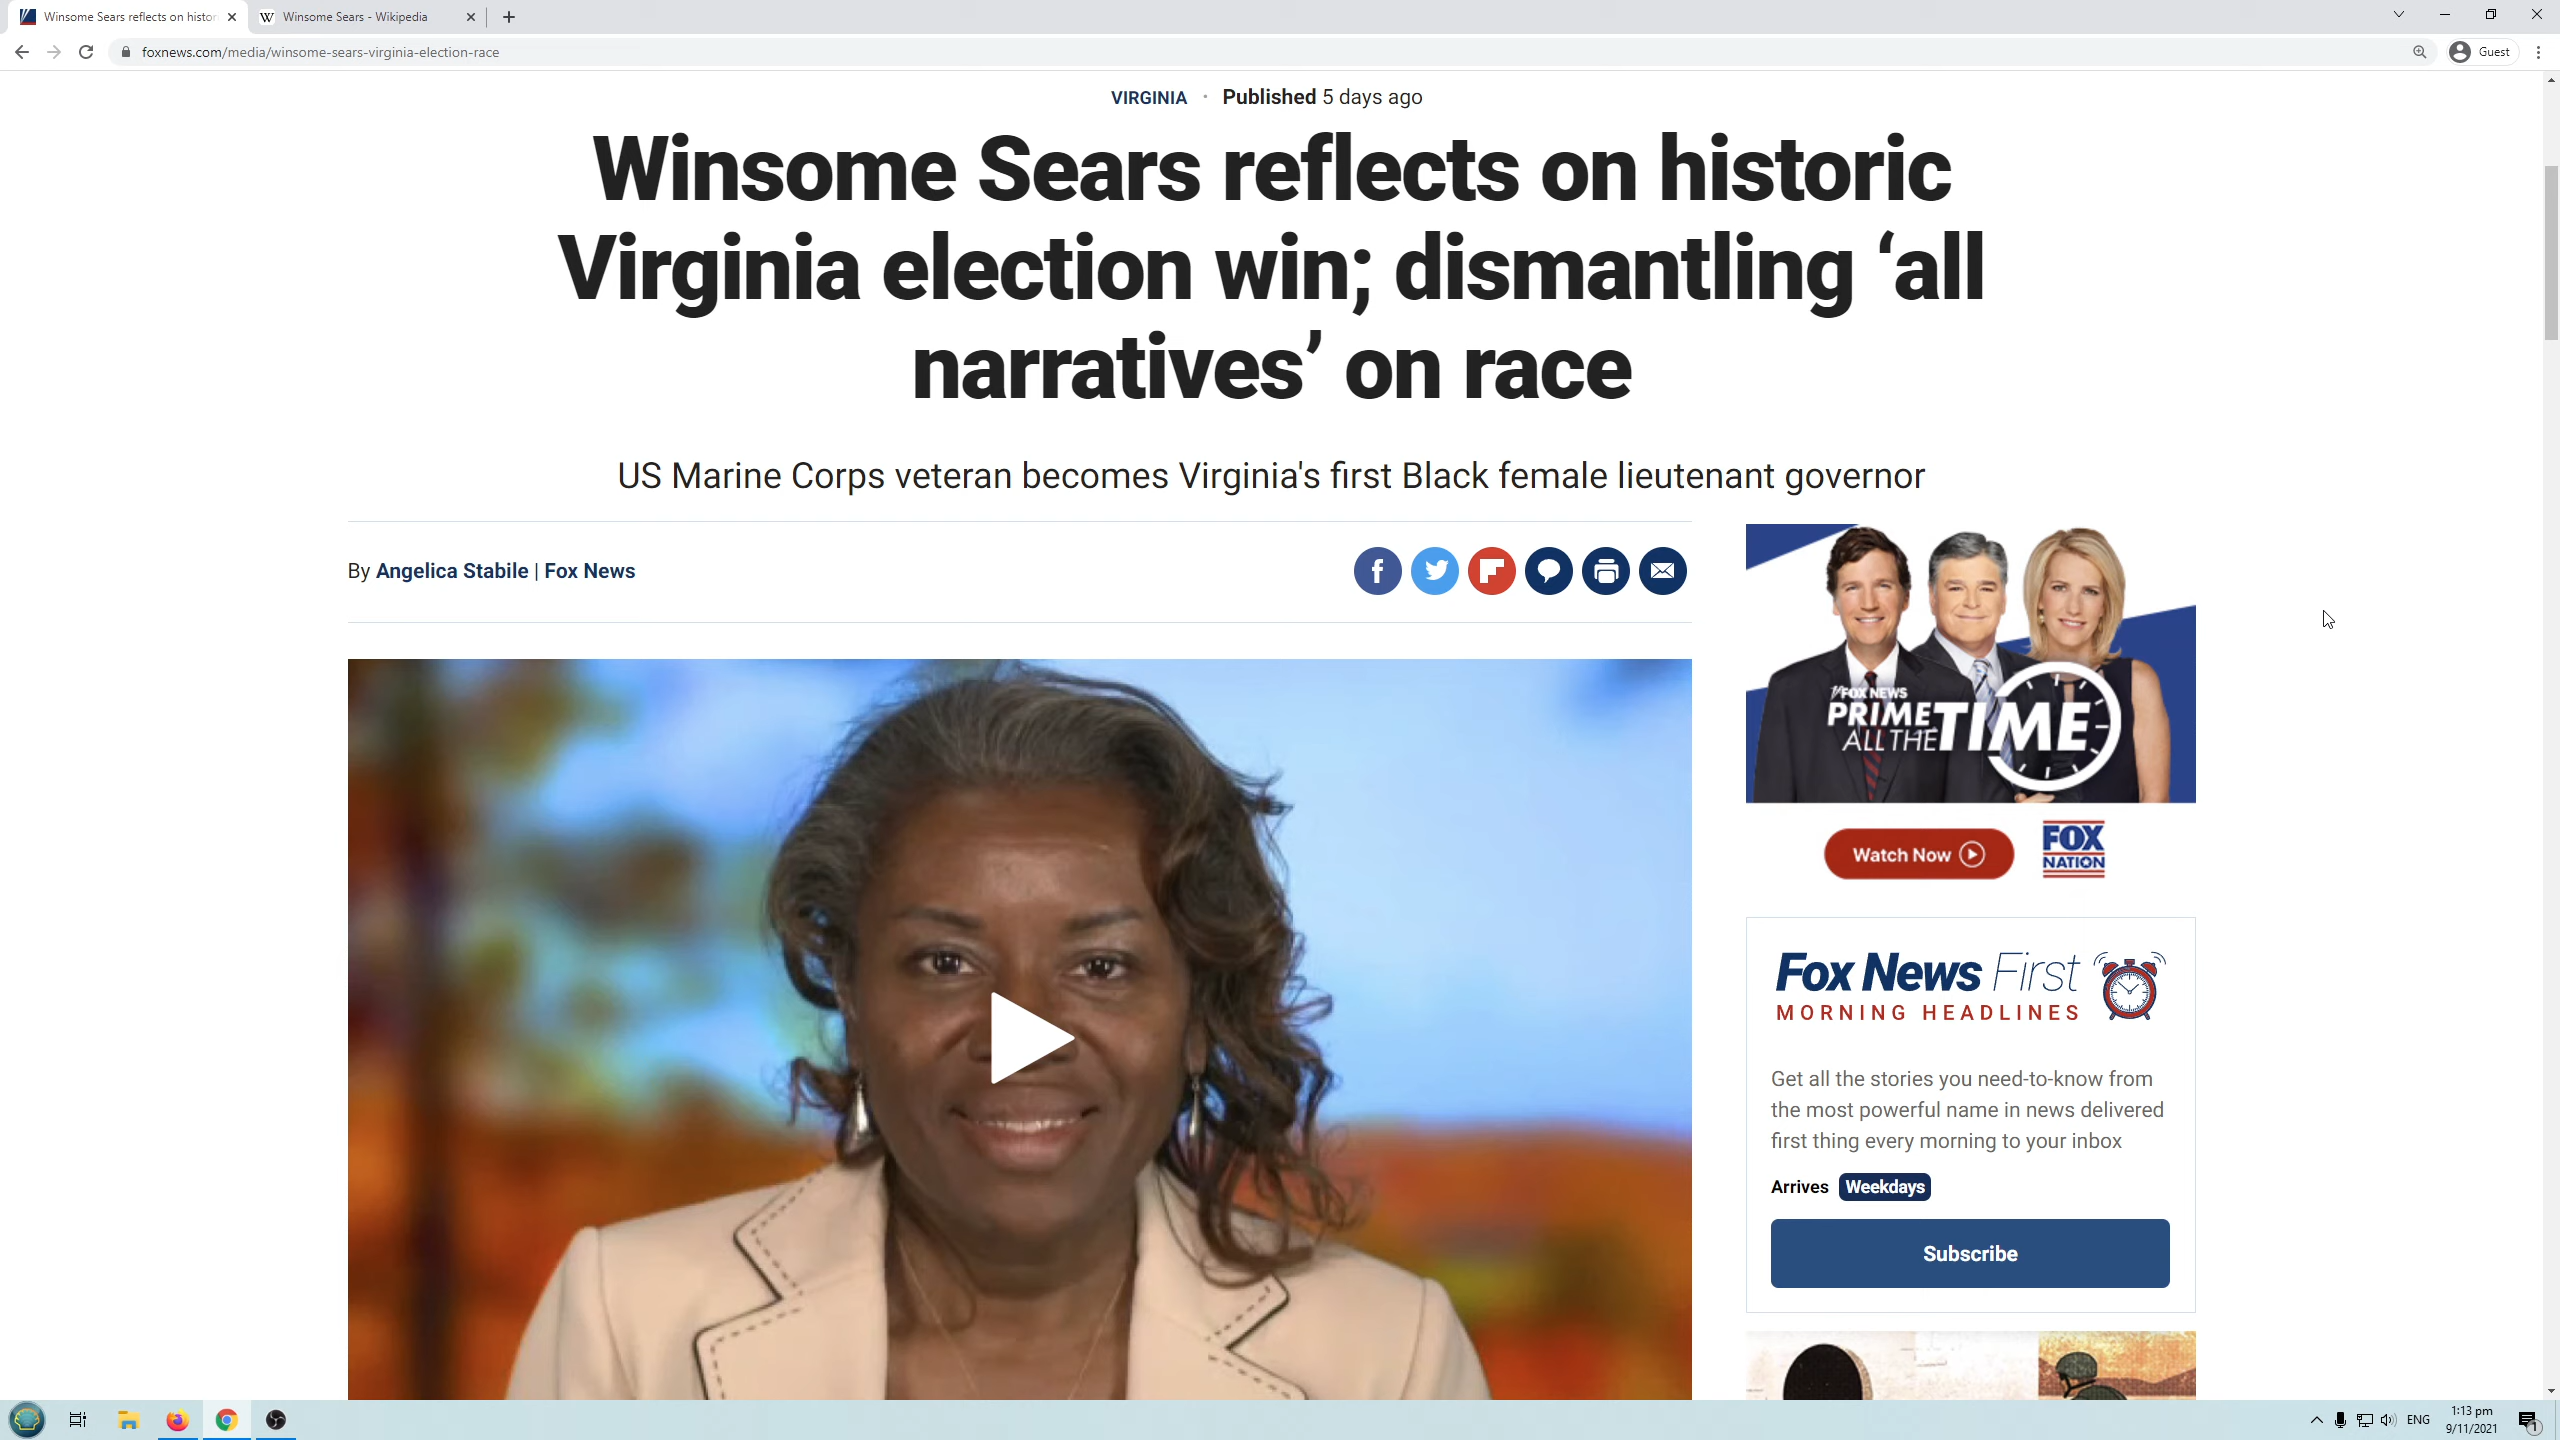 Winsome Sears reflects on histor
Winsome Sears - Wikipedia
foxnews.com/media/winsome-sears-virginia-election-race
Guest
VIRGINIA · Published 5 days ago
Winsome Sears reflects on historic
Virginia election win; dismantling ‘all
narratives’ on race
US Marine Corps veteran becomes Virginia's first Black female lieutenant governor
By Angelica Stabile | Fox News
FOX NEWS
PRIME
ALL THE TIME
Watch Now
FOX
NATION
Fox News First
MORNING HEADLINES
Get all the stories you need-to-know from
the most powerful name in news delivered
first thing every morning to your inbox
Arrives Weekdays
Subscribe
ENG
1:13 pm
9/11/2021
1